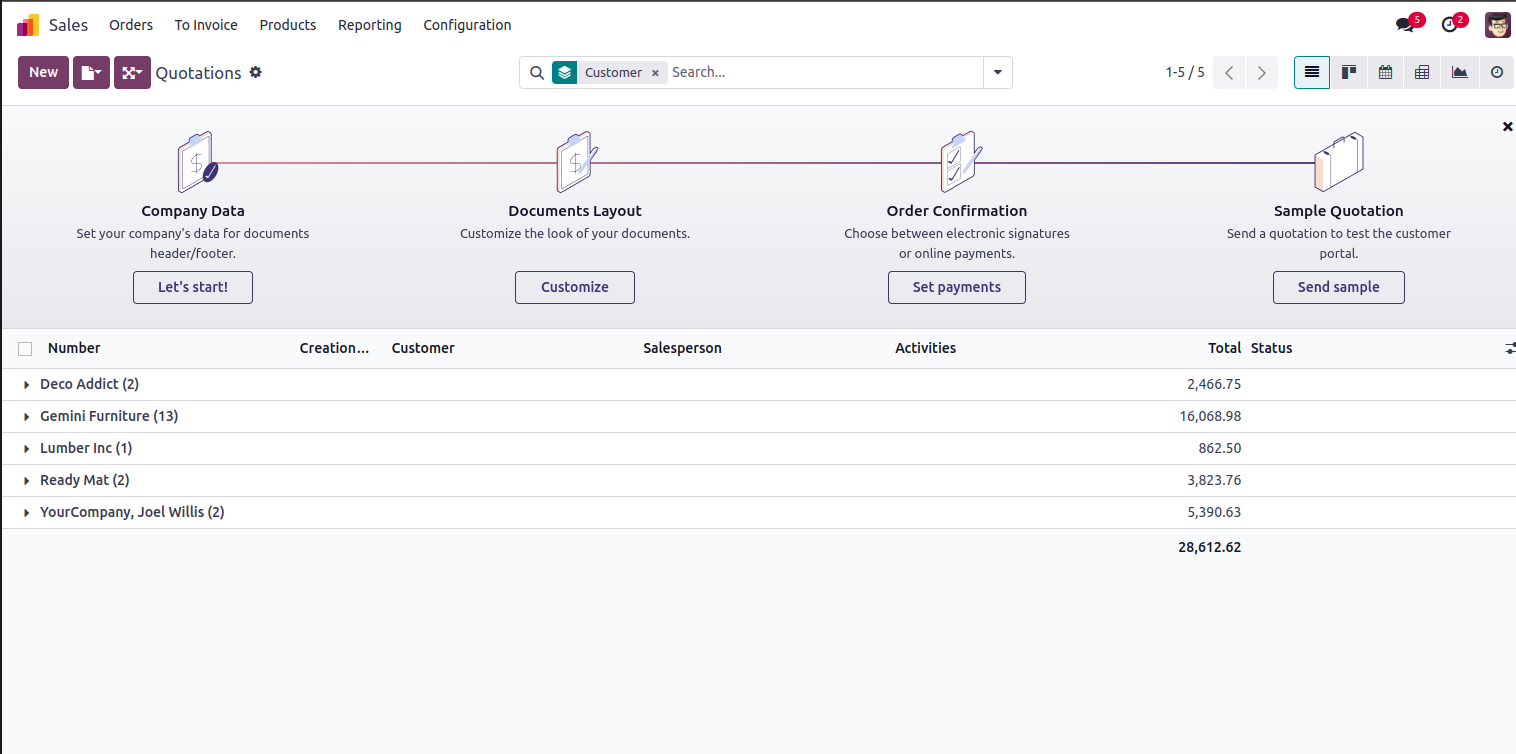 Sales Orders To Invoice Products Reporting Configuration 5 2
New Quotations Customer × Search... 1-5 / 5
Company Data Documents Layout Order Confirmation Sample Quotation
Set your company's data for documents Customize the look of your documents. Choose between electronic signatures Send a quotation to test the customer
header/footer. or online payments. portal.
Let's start! Customize Set payments Send sample
Number Creation... Customer Salesperson Activities Total Status
Deco Addict (2) 2,466.75
Gemini Furniture (13) 16,068.98
Lumber Inc (1) 862.50
Ready Mat (2) 3,823.76
YourCompany, Joel Willis (2) 5,390.63
28,612.62